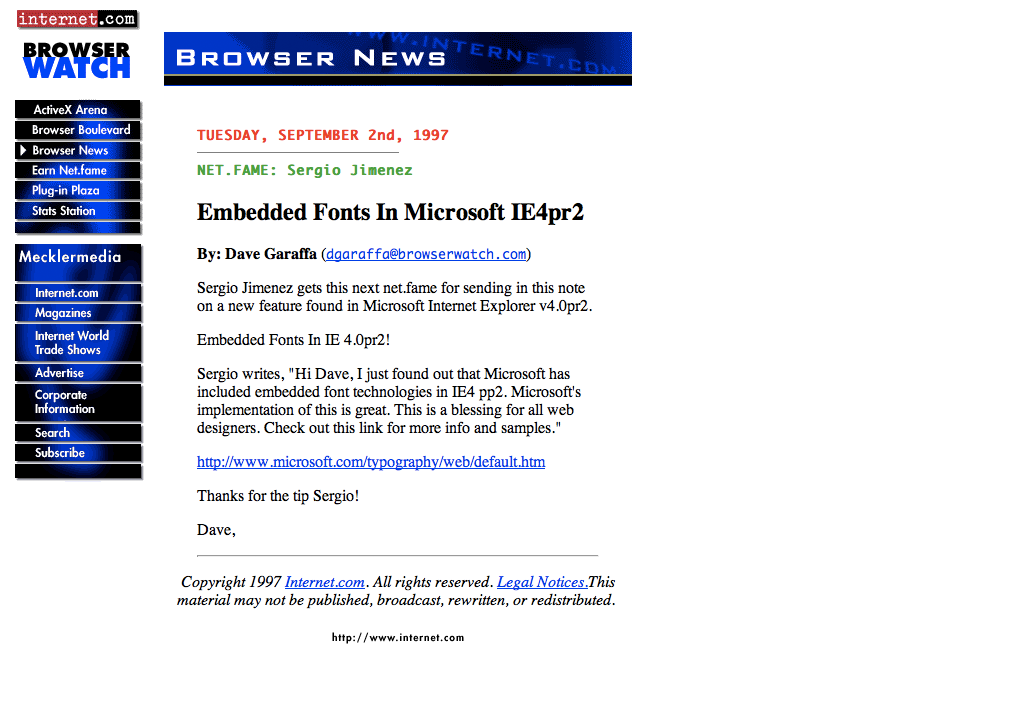 internet.com
BROWSER
WATCH
ActiveX Arena
Browser Boulevard
Browser News
Earn Net.fame
Plug-in Plaza
Stats Station
Mecklermedia
Internet.com
Magazines
Internet World
Trade Shows
Advertise
Corporate
Information
Search
Subscribe
WWW.INTERNET.COM
BROWSER NEWS
TUESDAY, SEPTEMBER 2nd, 1997
NET.FAME: Sergio Jimenez
Embedded Fonts In Microsoft IE4pr2
By: Dave Garaffa (dgaraffa@browserwatch.com)
Sergio Jimenez gets this next net.fame for sending in this note
on a new feature found in Microsoft Internet Explorer v4.0pr2.
Embedded Fonts In IE 4.0pr2!
Sergio writes, "Hi Dave, I just found out that Microsoft has
included embedded font technologies in IE4 pp2. Microsoft's
implementation of this is great. This is a blessing for all web
designers. Check out this link for more info and samples."
http://www.microsoft.com/typography/web/default.htm
Thanks for the tip Sergio!
Dave,
Copyright 1997 Internet.com. All rights reserved. Legal Notices.This
material may not be published, broadcast, rewritten, or redistributed.
http://www.internet.com